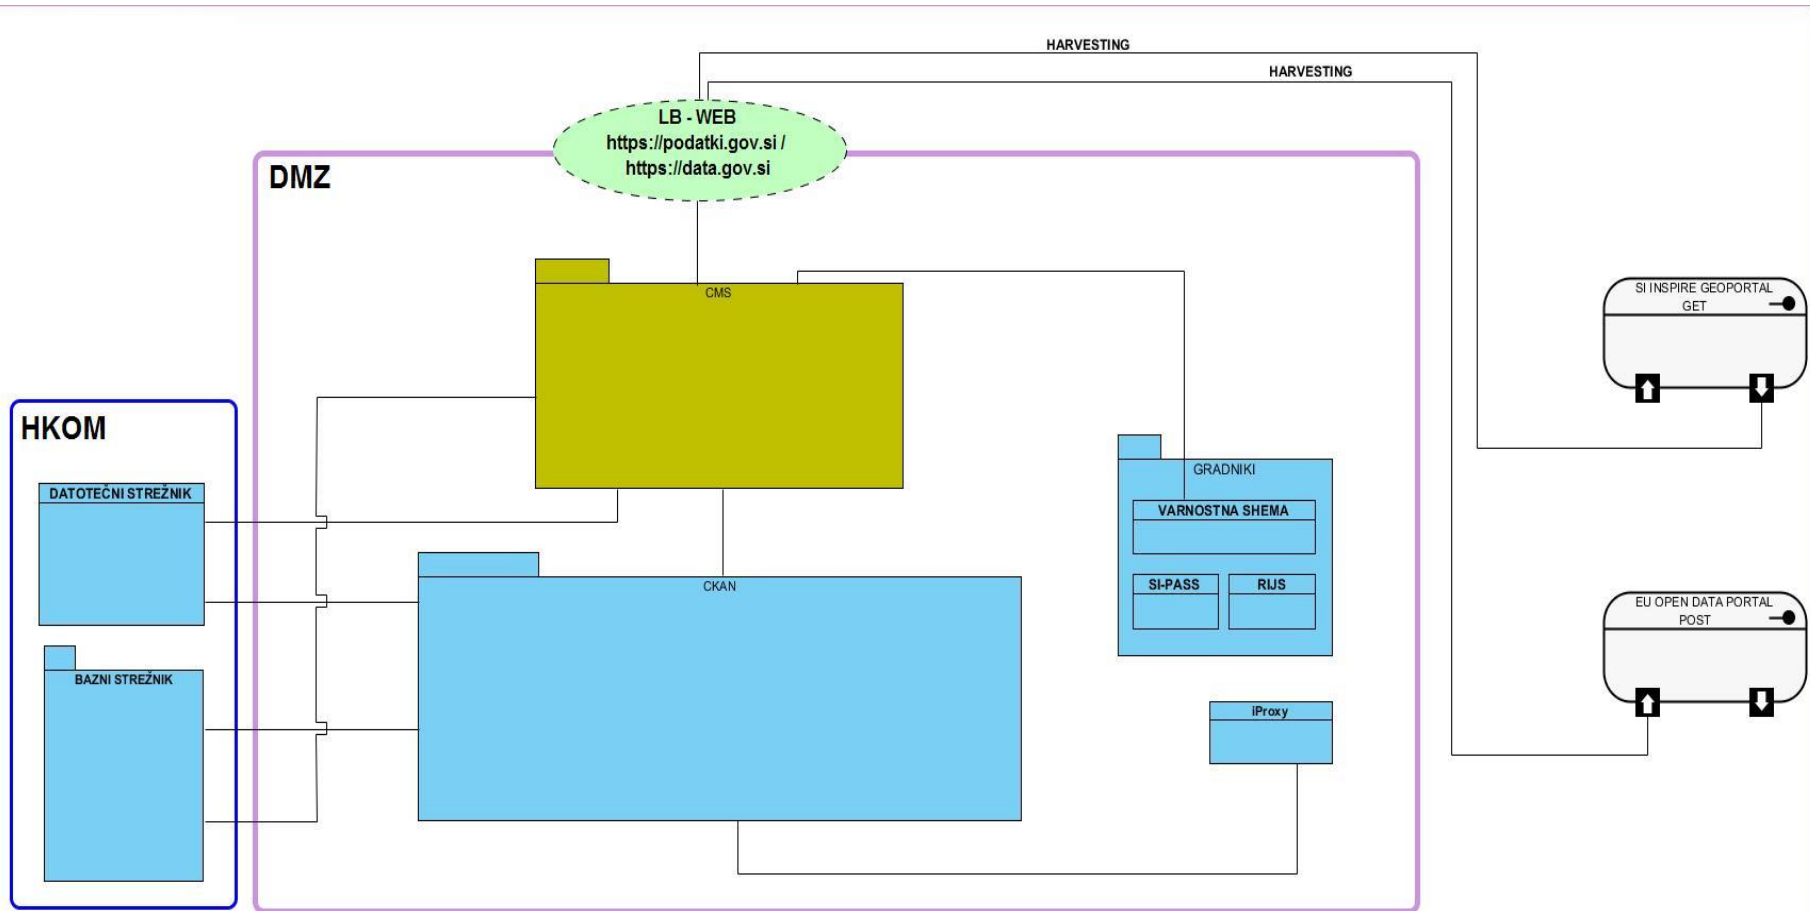 HARVESTING
HARVESTING
LB - WEB
https://podatki.gov.si /
https://data.gov.si
DMZ
CMS
SI INSPIRE GEOPORTAL
GET
HKOM
DATOTEČNI STREŽNIK
GRADNIKI
VARNOSTNA SHEMA
SI-PASS
RIJS
CKAN
EU OPEN DATA PORTAL
POST
BAZNI STREŽNIK
iProxy